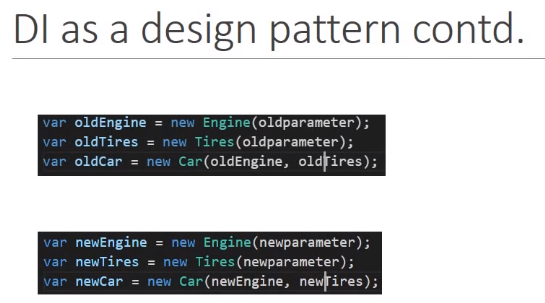 DI as a design pattern contd.
var oldEngine = new Engine(oldparameter);
var oldTires = new Tires(oldparameter);
var oldCar = new Car(oldEngine, oldTires);
var newEngine = new Engine(newparameter);
var newTires = new Tires(newparameter);
var newCar = new Car(newEngine, newTires);